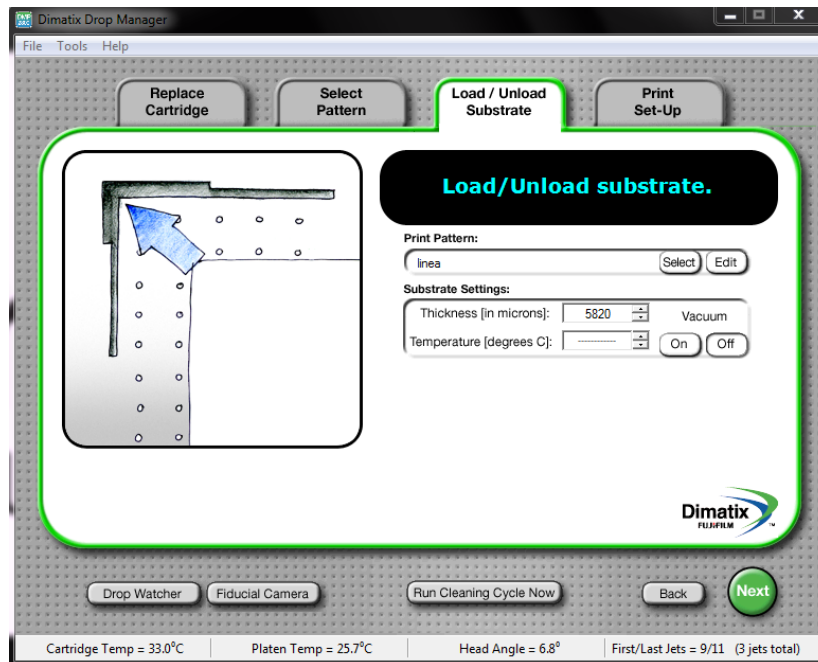 Dimatix Drop Manager
File Tools Help
Replace
Cartridge
Select
Pattern
Load / Unload
Substrate
Print
Set-Up
Load/Unload substrate.
Print Pattern:
linea Select Edit
Substrate Settings:
Thickness [in microns]: 5820 Vacuum
Temperature [degrees C]: ---------- On Off
Dimatix
FUJIFILM
Drop Watcher Fiducial Camera Run Cleaning Cycle Now Back Next
Cartridge Temp = 33.0⁰C Platen Temp = 25.7⁰C Head Angle = 6.8⁰ First/Last Jets = 9/11 (3 jets total)